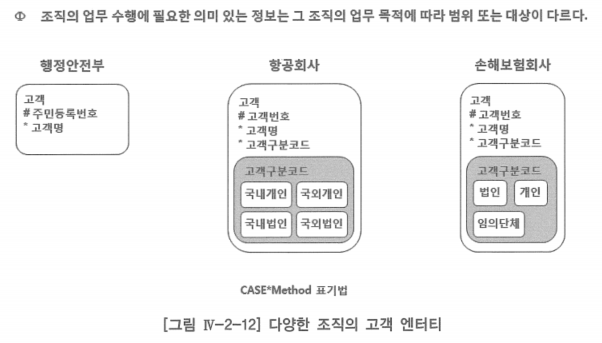 Φ 조직의 업무 수행에 필요한 의미 있는 정보는 그 조직의 업무 목적에 따라 범위 또는 대상이 다르다.
행정안전부
고객
# 주민등록번호
* 고객명
항공회사
고객
# 고객번호
* 고객명
* 고객구분코드
고객구분코드
국내개인 국외개인
국내법인 국외법인
손해보험회사
고객
# 고객번호
* 고객명
* 고객구분코드
고객구분코드
법인 개인
임의단체
CASE*Method 표기법
[그림 Ⅳ-2-12] 다양한 조직의 고객 엔터티